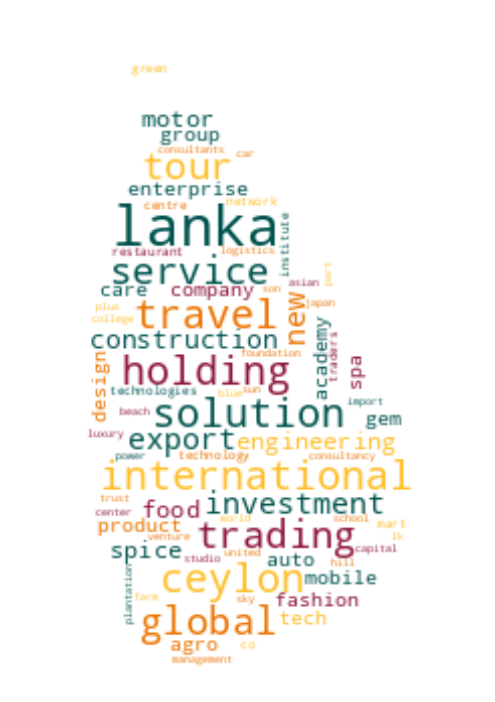 green
motor
group
consultants
car
tour
enterprise
centre
network
lanka
institute
restaurant
logistics
service
asian
part
care
company
son
plus
travel
new
japan
college
construction
academy
traders
foundation
design
holding
spa
technologies
blue
sun
import
beach
solution
gem
luxury
export
engineering
power
technology
consultancy
international
trust
center
food
investment
product
world
school
mart
venture
trading
lk
spice
studio
united
auto
hill
capital
plantation
ceylon
mobile
farm
sky
fashion
global
tech
agro
co
management